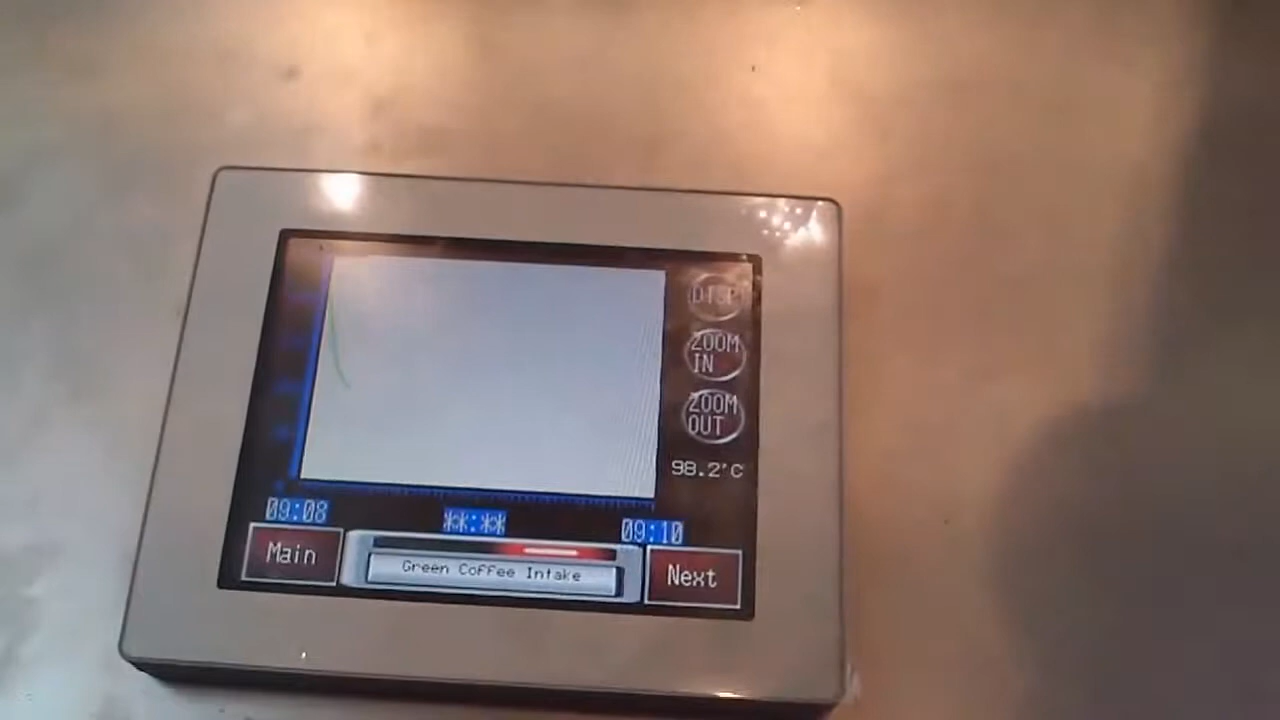 DISP
ZOOM
IN
ZOOM
OUT
98.2°C
09:08
**:**
09:10
Main
Green Coffee Intake
Next